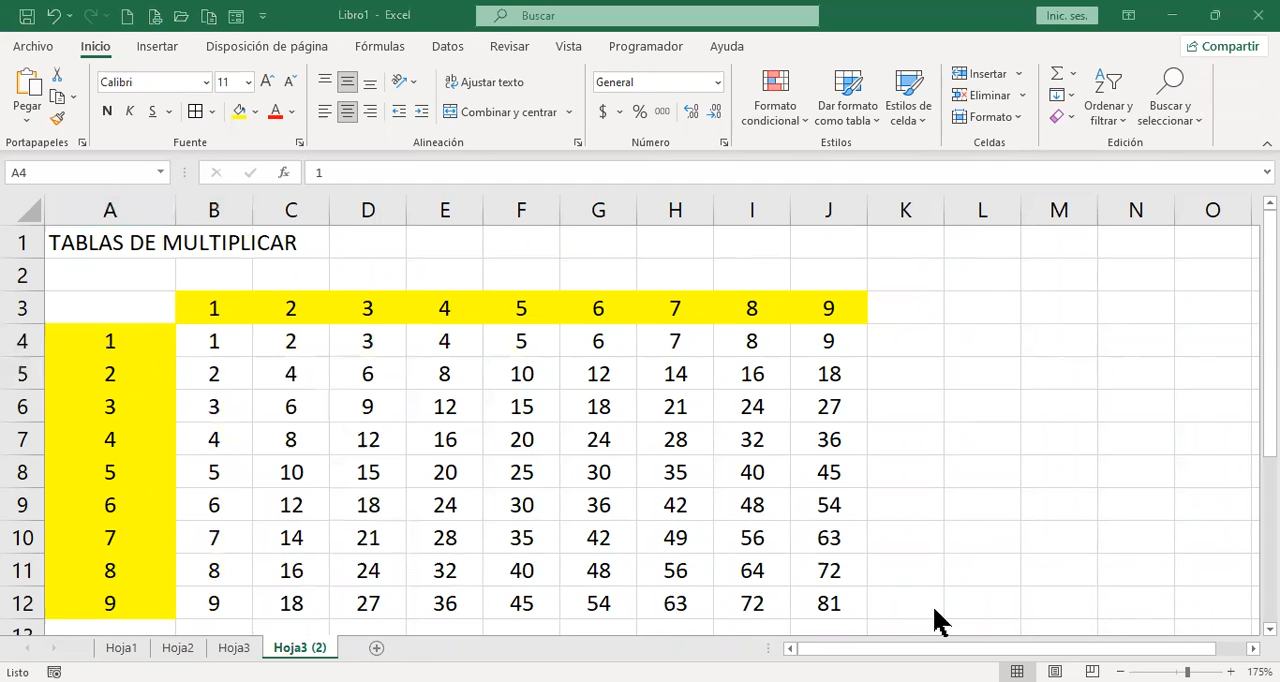 Libro1 - Excel
Buscar
Inic. ses.
Archivo Inicio Insertar Disposición de página Fórmulas Datos Revisar Vista Programador Ayuda Compartir
Pegar
Portapapeles
Calibri 11
N K S A
Fuente
Ajustar texto
Combinar y centrar
Alineación
General
$ % 000
Número
Formato condicional
Dar formato como tabla
Estilos de celda
Estilos
Insertar
Eliminar
Formato
Celdas
Ordenar y filtrar
Buscar y seleccionar
Edición
A4 fx 1
A B C D E F G H I J K L M N O
1 TABLAS DE MULTIPLICAR
2
3 1 2 3 4 5 6 7 8 9
4 1 1 2 3 4 5 6 7 8 9
5 2 2 4 6 8 10 12 14 16 18
6 3 3 6 9 12 15 18 21 24 27
7 4 4 8 12 16 20 24 28 32 36
8 5 5 10 15 20 25 30 35 40 45
9 6 6 12 18 24 30 36 42 48 54
10 7 7 14 21 28 35 42 49 56 63
11 8 8 16 24 32 40 48 56 64 72
12 9 9 18 27 36 45 54 63 72 81
13
Hoja1 Hoja2 Hoja3 Hoja3 (2)
Listo 175%